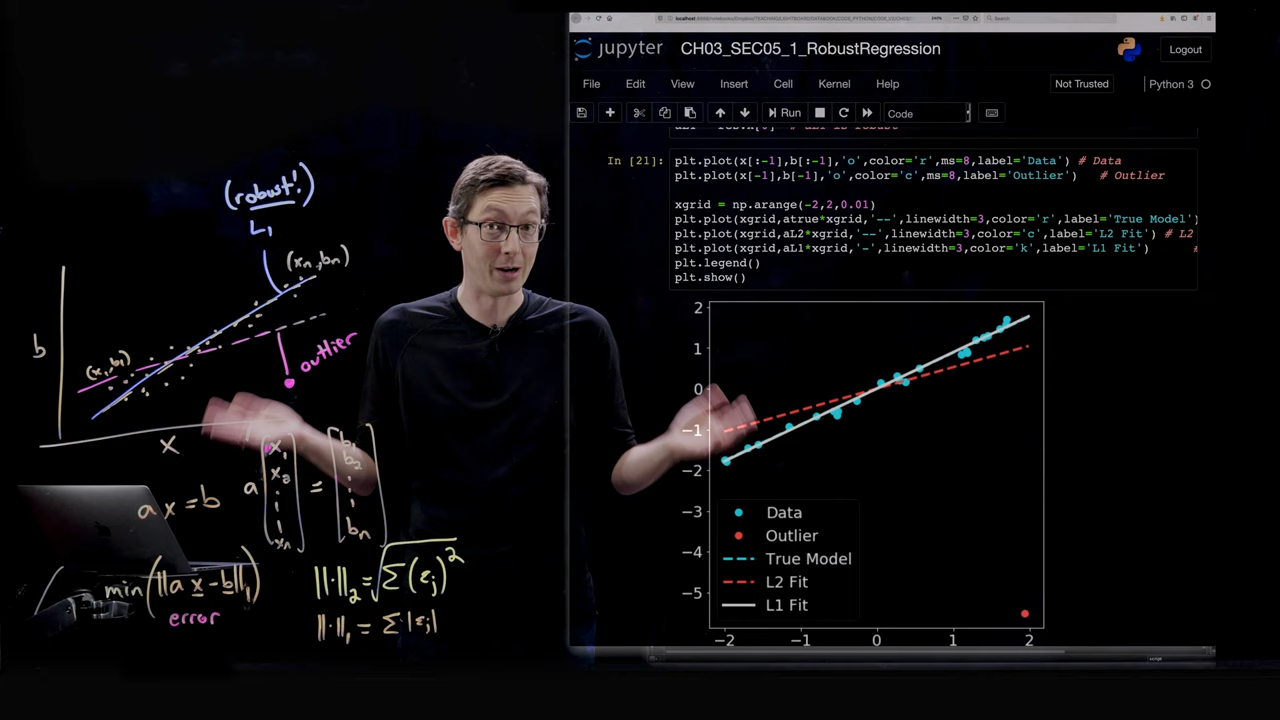 (robust!)
L₁
(xₙ, bₙ)
b
(x₁, b₁)
outlier
x
ax = b
a
x₁
x₂
xₙ
=
b₁
b₂
bₙ
min(||ax - b||₁)
error
||·||₂ = √Σ(εⱼ)²
||·||₁ = Σ|εⱼ|
jupyter CH03_SEC05_1_RobustRegression
Logout
File Edit View Insert Cell Kernel Help
Not Trusted Python 3
Run Code
In [21]:
plt.plot(x[:-1],b[:-1],'o',color='r',ms=8,label='Data') # Data
plt.plot(x[-1],b[-1],'o',color='c',ms=8,label='Outlier') # Outlier
xgrid = np.arange(-2,2,0.01)
plt.plot(xgrid,atrue*xgrid,'--',linewidth=3,color='r',label='True Model')
plt.plot(xgrid,aL2*xgrid,'--',linewidth=3,color='c',label='L2 Fit') # L2
plt.plot(xgrid,aL1*xgrid,'-',linewidth=3,color='k',label='L1 Fit') #
plt.legend()
plt.show()
2
1
0
−1
−2
−3
−4
−5
Data
Outlier
True Model
L2 Fit
L1 Fit
−2 −1 0 1 2